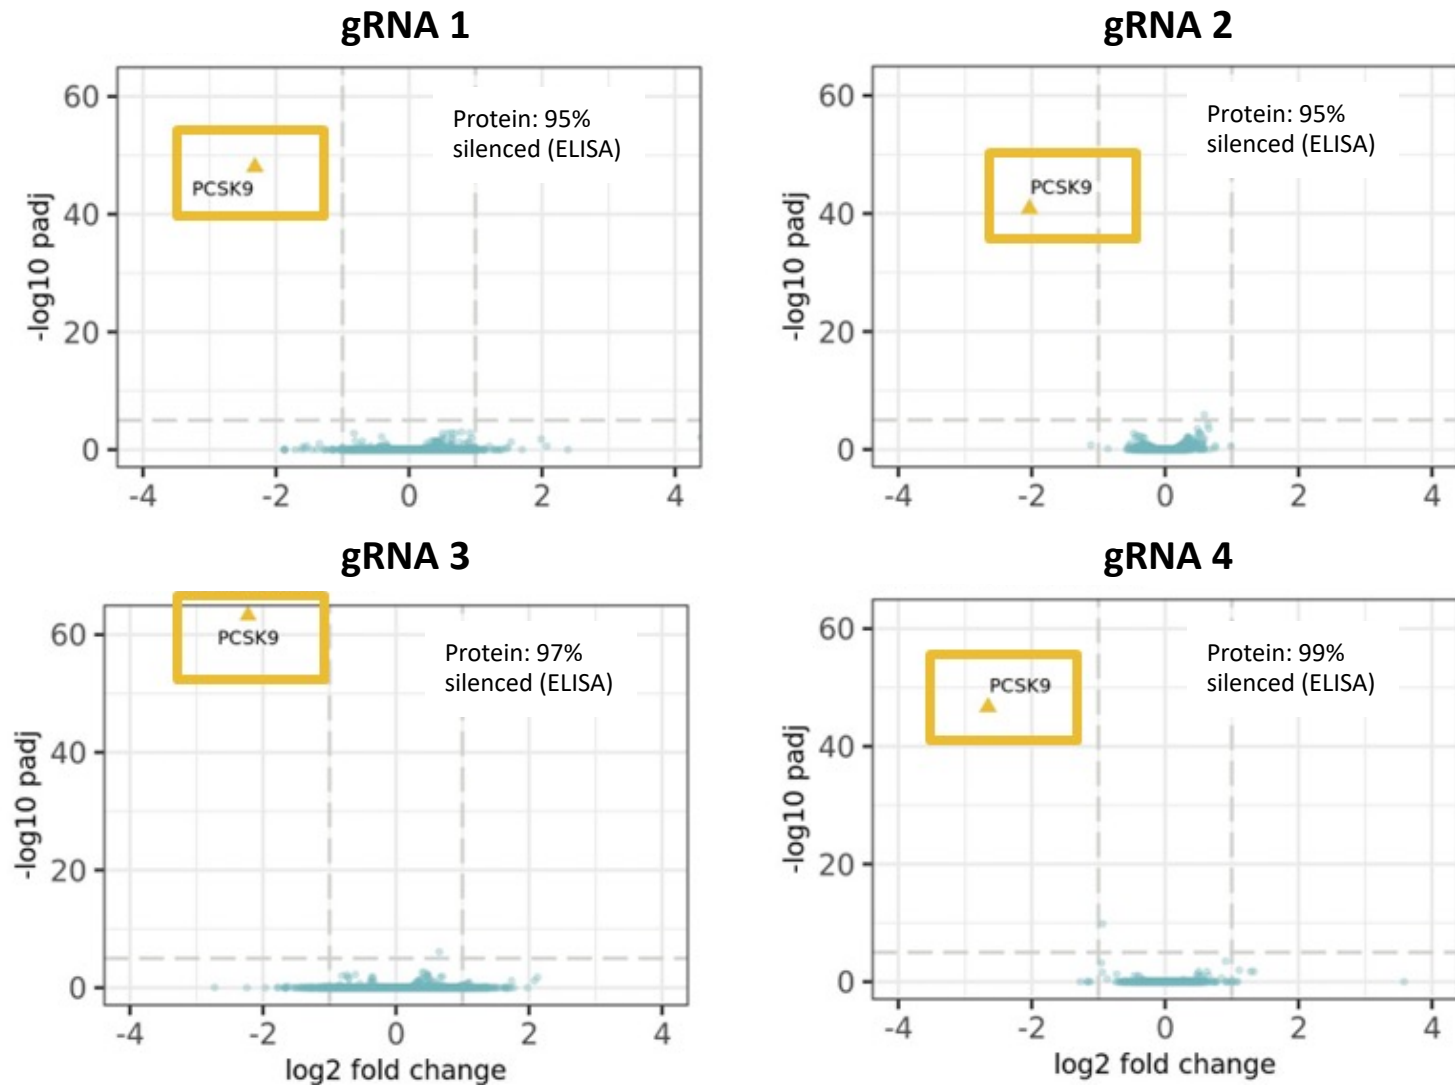 gRNA 1
60
40
20
0
-log10 padj
PCSK9
Protein: 95%
silenced (ELISA)
-4
-2
0
2
4
gRNA 2
60
40
20
0
-log10 padj
PCSK9
Protein: 95%
silenced (ELISA)
-4
-2
0
2
4
gRNA 3
60
40
20
0
-log10 padj
PCSK9
Protein: 97%
silenced (ELISA)
-4
-2
0
2
4
log2 fold change
gRNA 4
60
40
20
0
-log10 padj
PCSK9
Protein: 99%
silenced (ELISA)
-4
-2
0
2
4
log2 fold change